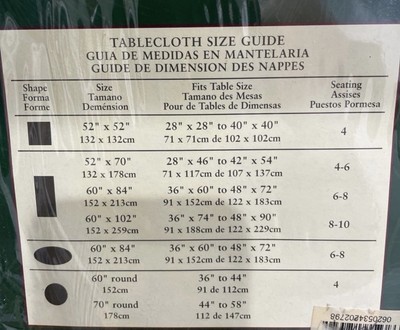 TABLECLOTH SIZE GUIDE
GUIA DE MEDIDAS EN MANTELARIA
GUIDE DE DIMENSION DES NAPPES
Shape Size Fits Table Size Seating
Forma Tamano Tamano des Mesas Assises
Forme Demension Pour de Tables de Dimensas Puestos Pormesa
52" x 52" 28" x 28" to 40" x 40" 4
132 x 132cm 71 x 71cm de 102 x 102cm
52" x 70" 28" x 46" to 42" x 54" 4-6
132 x 178cm 71 x 117cm de 107 x 137cm
60" x 84" 36" x 60" to 48" x 72" 6-8
152 x 213cm 91 x 152cm de 122 x 183cm
60" x 102" 36" x 74" to 48" x 90" 8-10
152 x 259cm 91 x 188cm de 122 x 229cm
60" x 84" 36" x 60" to 48" x 72" 6-8
152 x 213cm 91 x 152cm de 122 x 183cm
60" round 36" to 44" 4
152cm 91 de 112cm
70" round 44" to 58"
178cm 112 de 147cm
0620534202798